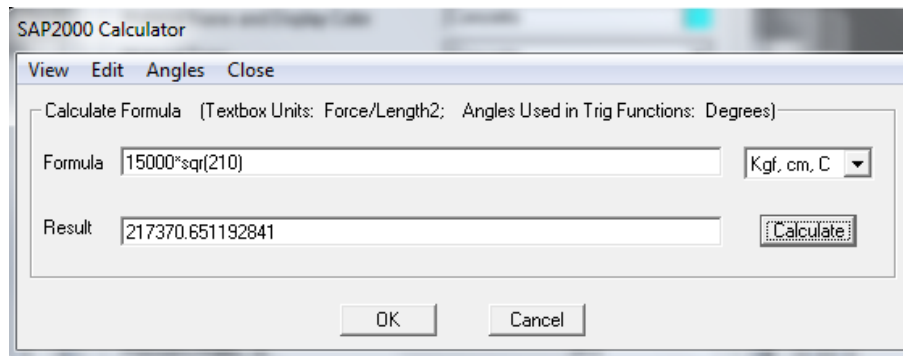 SAP2000 Calculator
View Edit Angles Close
Calculate Formula (Textbox Units: Force/Length2; Angles Used in Trig Functions: Degrees)
Formula 15000*sqr(210) Kgf, cm, C
Result 217370.651192841 Calculate
OK Cancel